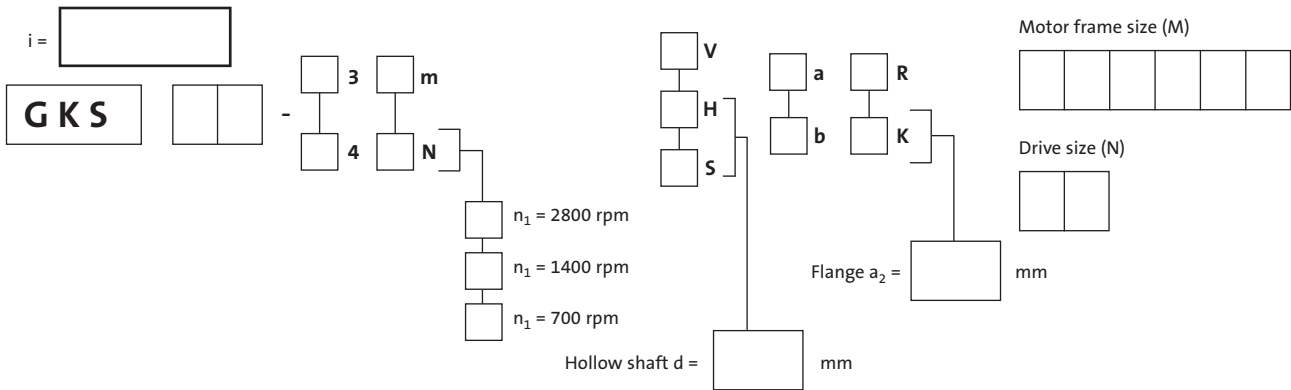 i =
GKS
-
3 m
4 N
n1 = 2800 rpm
n1 = 1400 rpm
n1 = 700 rpm
V
H
S
a R
b K
Hollow shaft d = mm
Flange a2 = mm
Motor frame size (M)
Drive size (N)